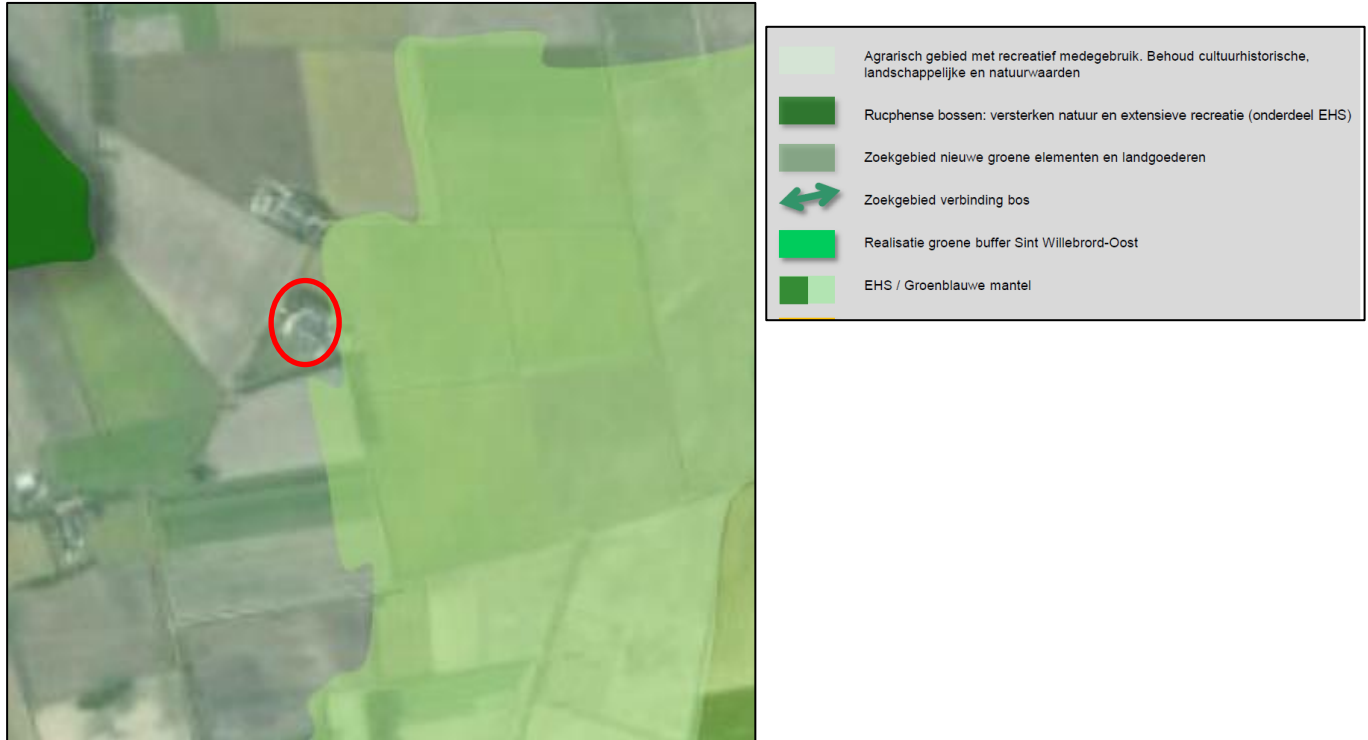 Agrarisch gebied met recreatief medegebruik. Behoud cultuurhistorische,
landschappelijke en natuurwaarden
Rucphense bossen: versterken natuur en extensieve recreatie (onderdeel EHS)
Zoekgebied nieuwe groene elementen en landgoederen
Zoekgebied verbinding bos
Realisatie groene buffer Sint Willebrord-Oost
EHS / Groenblauwe mantel